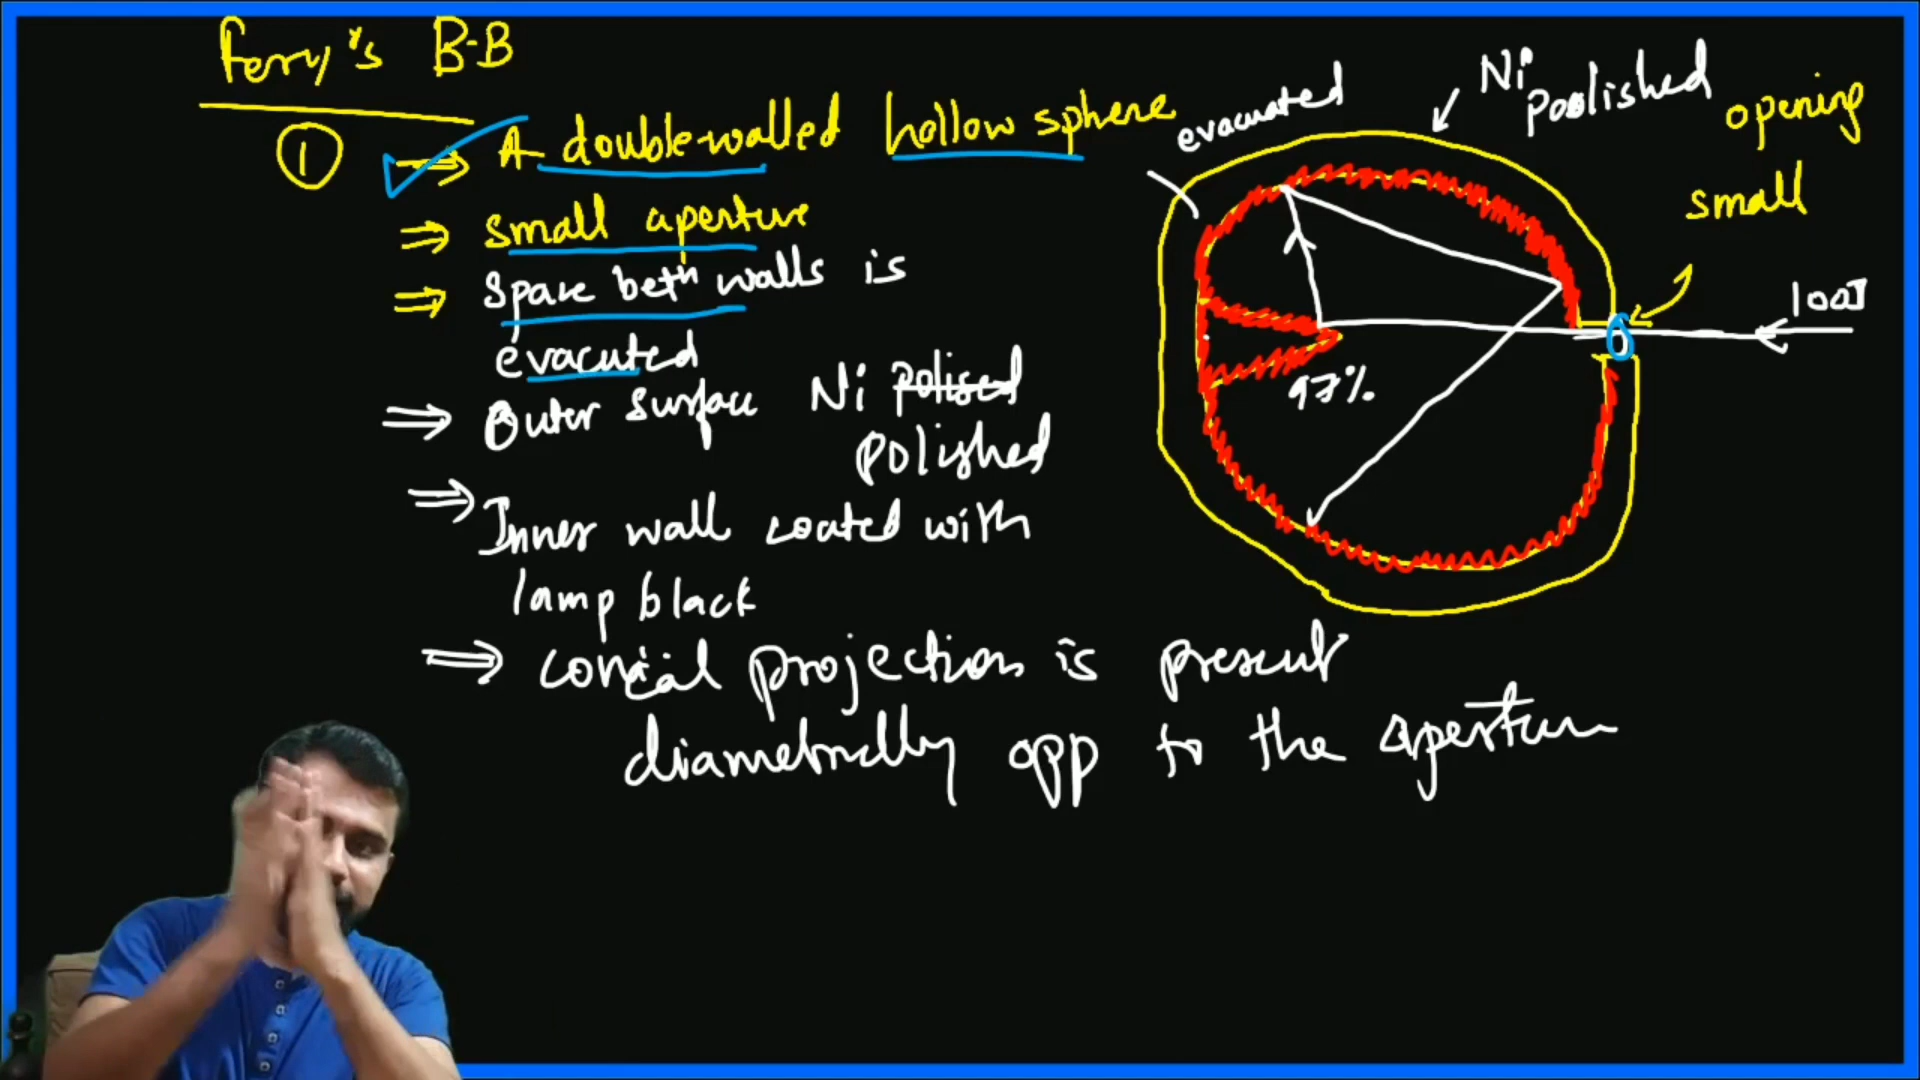 Ferry's B-B
① ⇒ A double-walled hollow sphere
⇒ small aperture
⇒ Space betn walls is
evacuted
⇒ Outer surface Ni polised
polished
⇒ Inner wall coated with
lamp black
⇒ conical projection is present
diametrically opp to the aperture
evacuated
Ni
poolished
opening
small
100J
97%